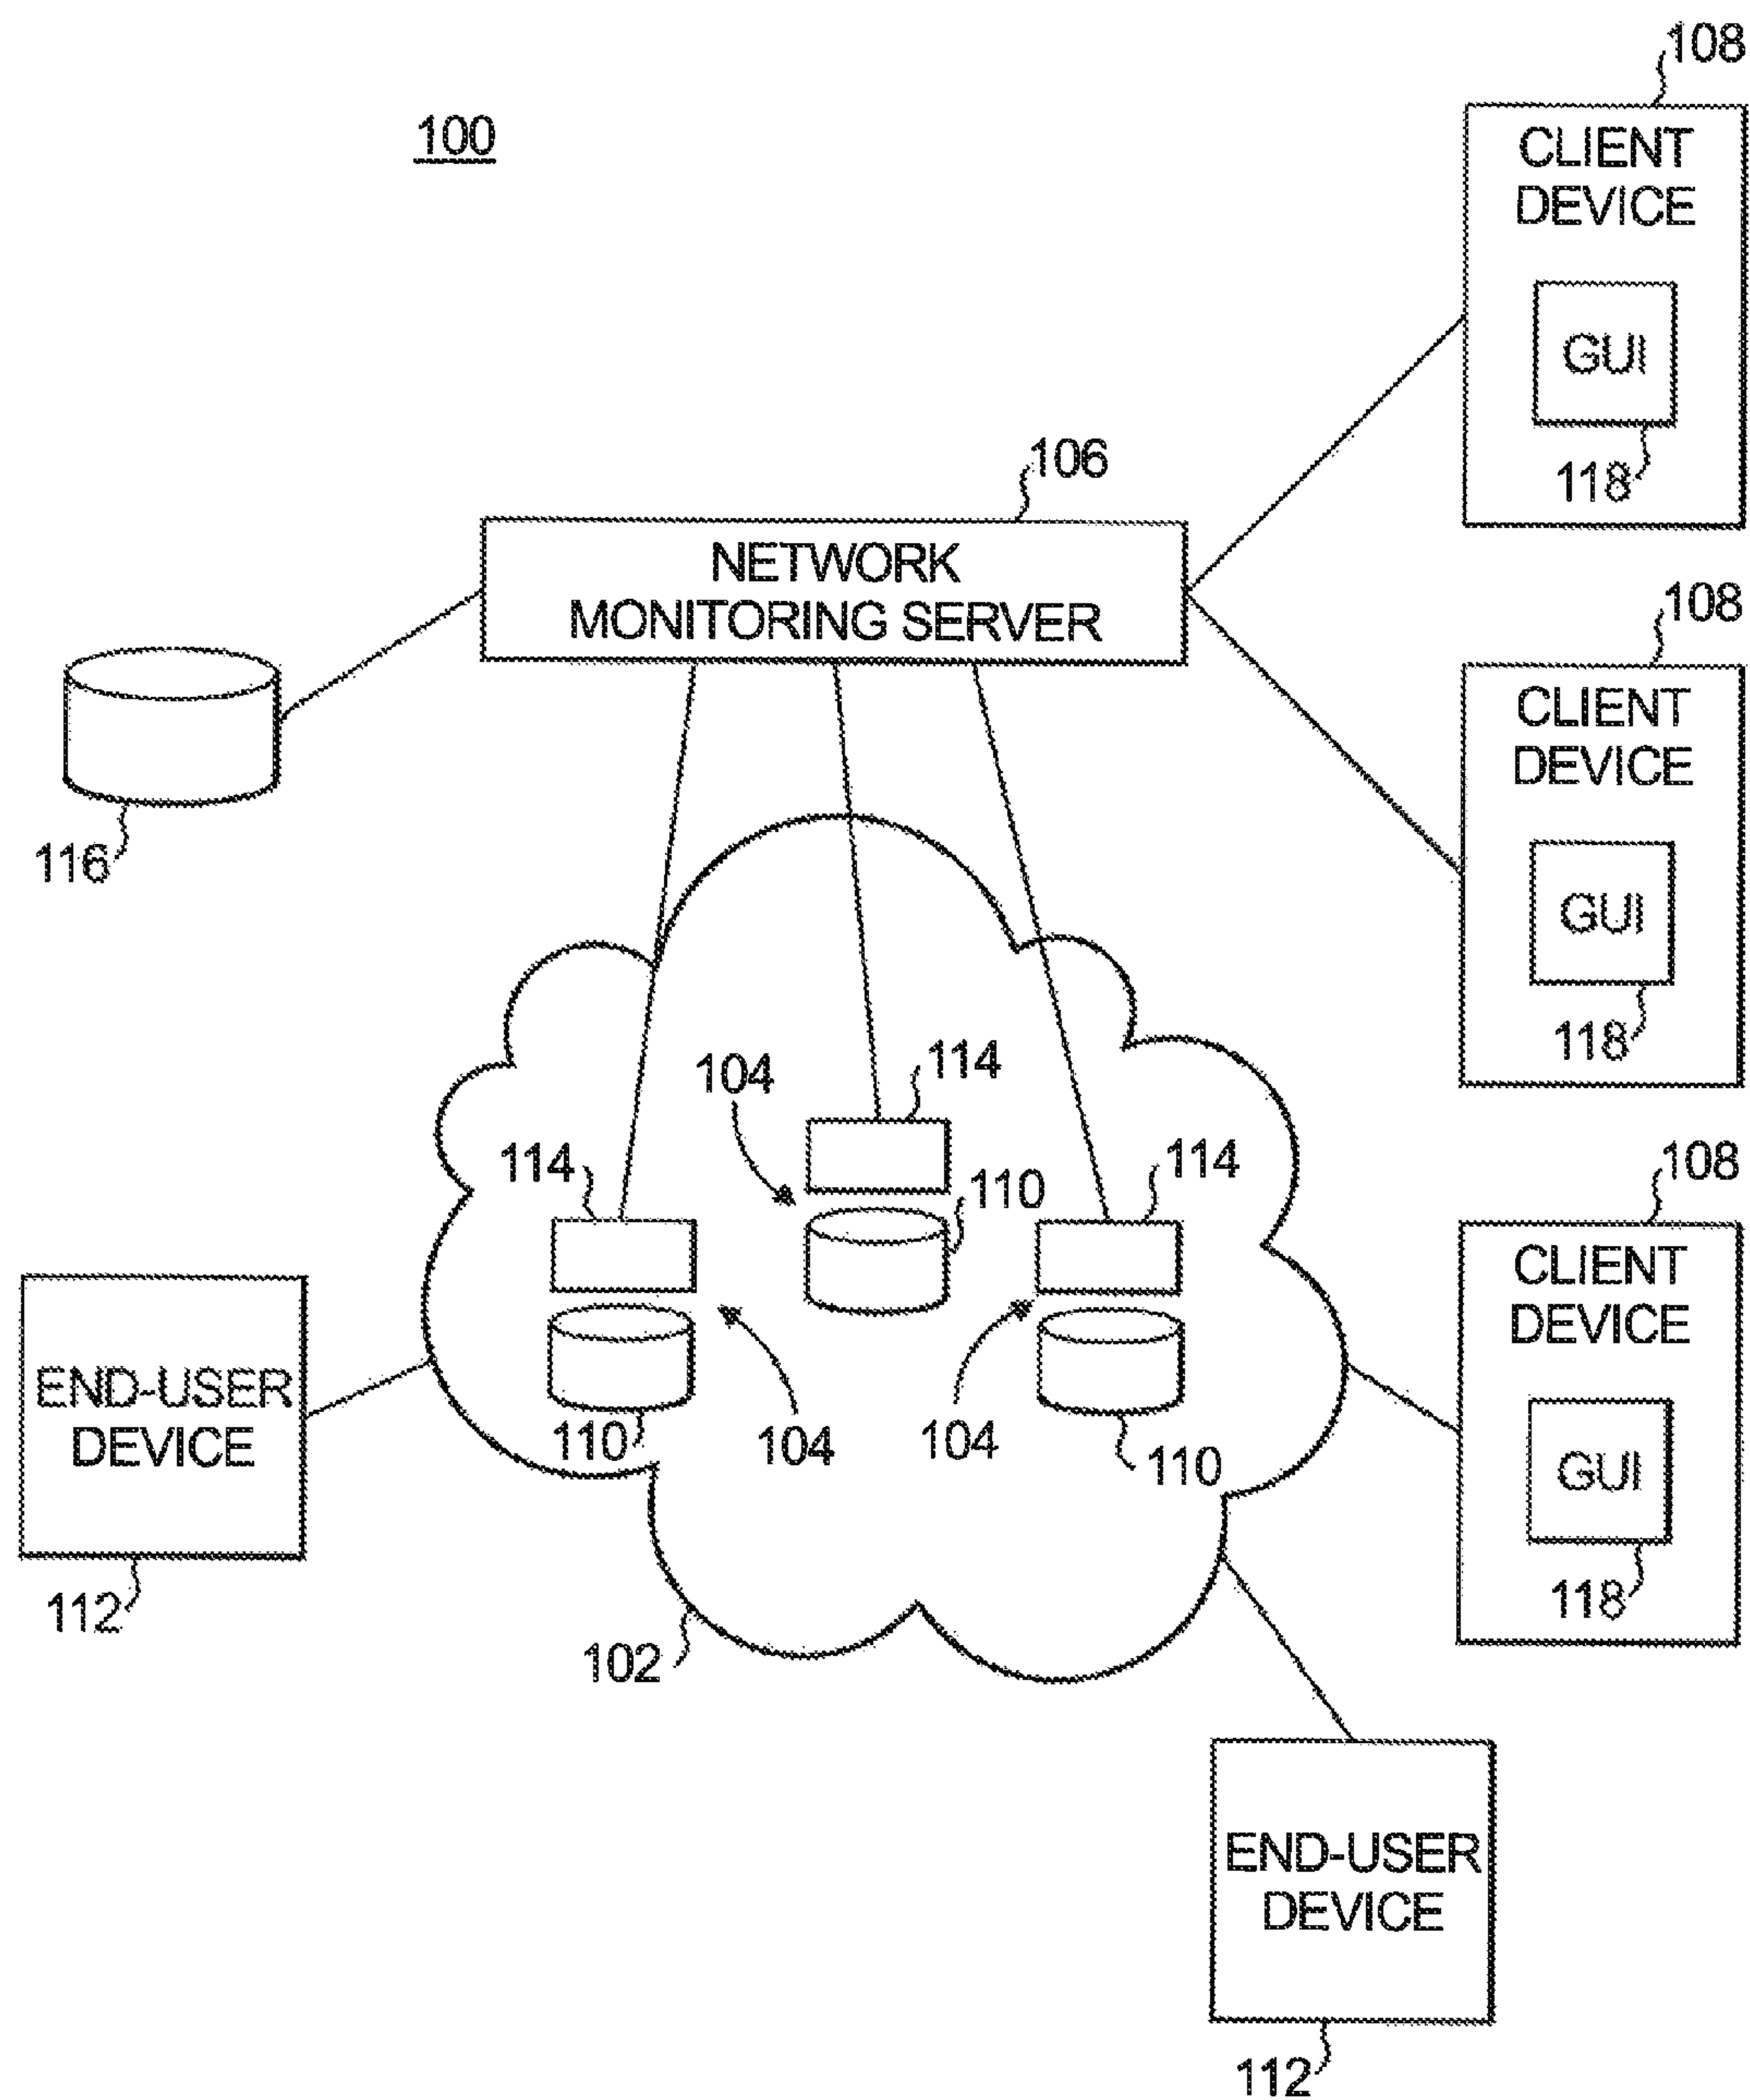 108
100
CLIENT
DEVICE
GUI
118
106
NETWORK
MONITORING SERVER
108
CLIENT
DEVICE
GUI
118
116
104
114
114
110
114
108
CLIENT
DEVICE
GUI
118
END-USER
DEVICE
110
104
104
110
112
102
END-USER
DEVICE
112